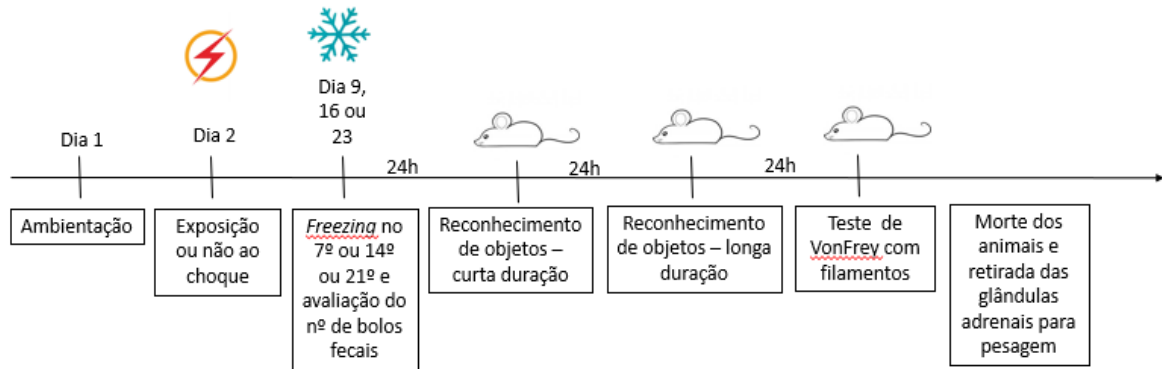 Dia 1
Dia 2
Dia 9,
16 ou
23
24h
24h
24h
Ambientação
Exposição
ou não ao
choque
Freezing no
7º ou 14º
ou 21º e
avaliação do
nº de bolos
fecais
Reconhecimento
de objetos –
curta duração
Reconhecimento
de objetos – longa
duração
Teste de
VonFrey com
filamentos
Morte dos
animais e
retirada das
glândulas
adrenais para
pesagem